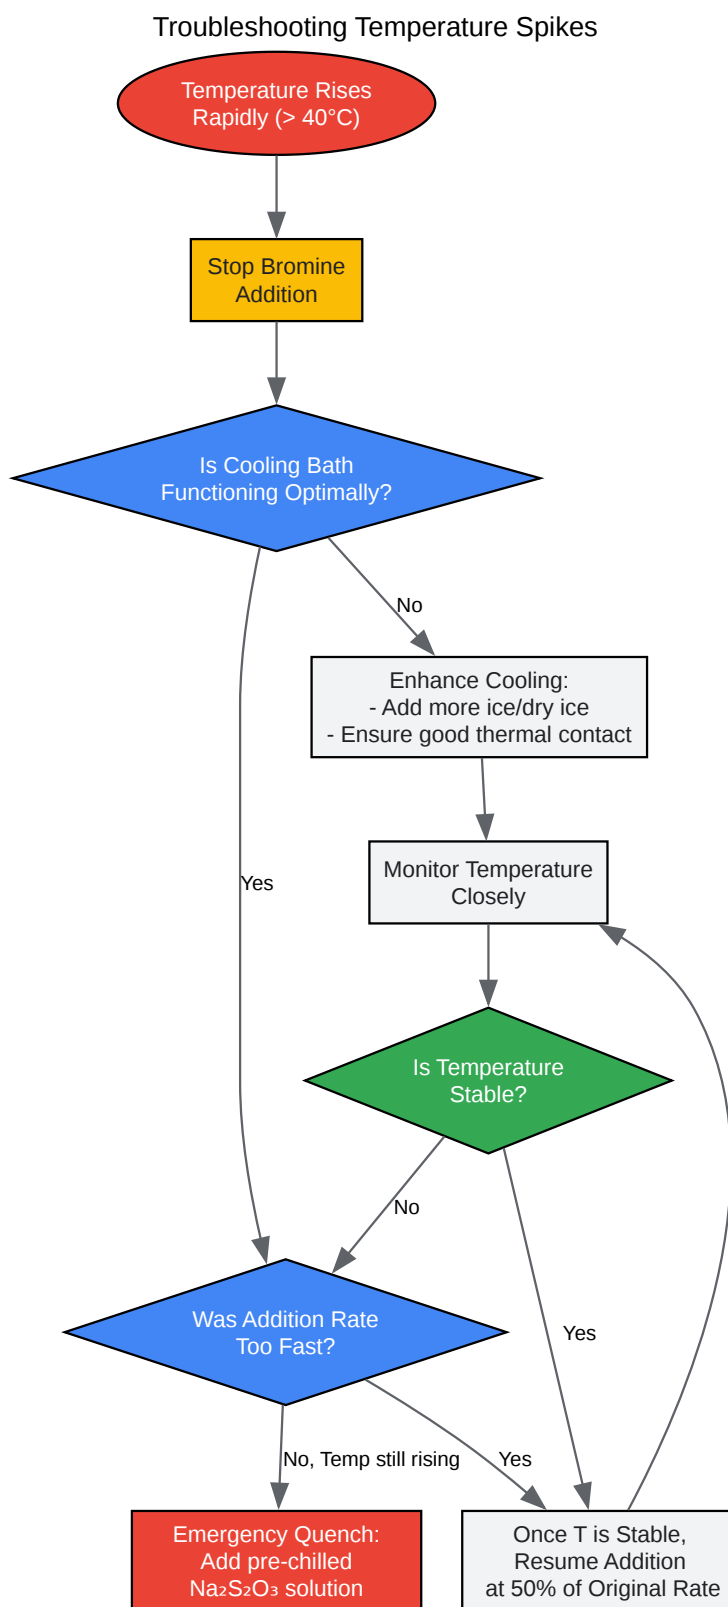 Troubleshooting Temperature Spikes
Temperature Rises
Rapidly (> 40°C)
Stop Bromine
Addition
Is Cooling Bath
Functioning Optimally?
No
Enhance Cooling:
- Add more ice/dry ice
- Ensure good thermal contact
Monitor Temperature
Closely
Yes
Is Temperature
Stable?
No
Was Addition Rate
Too Fast?
Yes
No, Temp still rising
Yes
Emergency Quench:
Add pre-chilled
Na₂S₂O₃ solution
Once T is Stable,
Resume Addition
at 50% of Original Rate